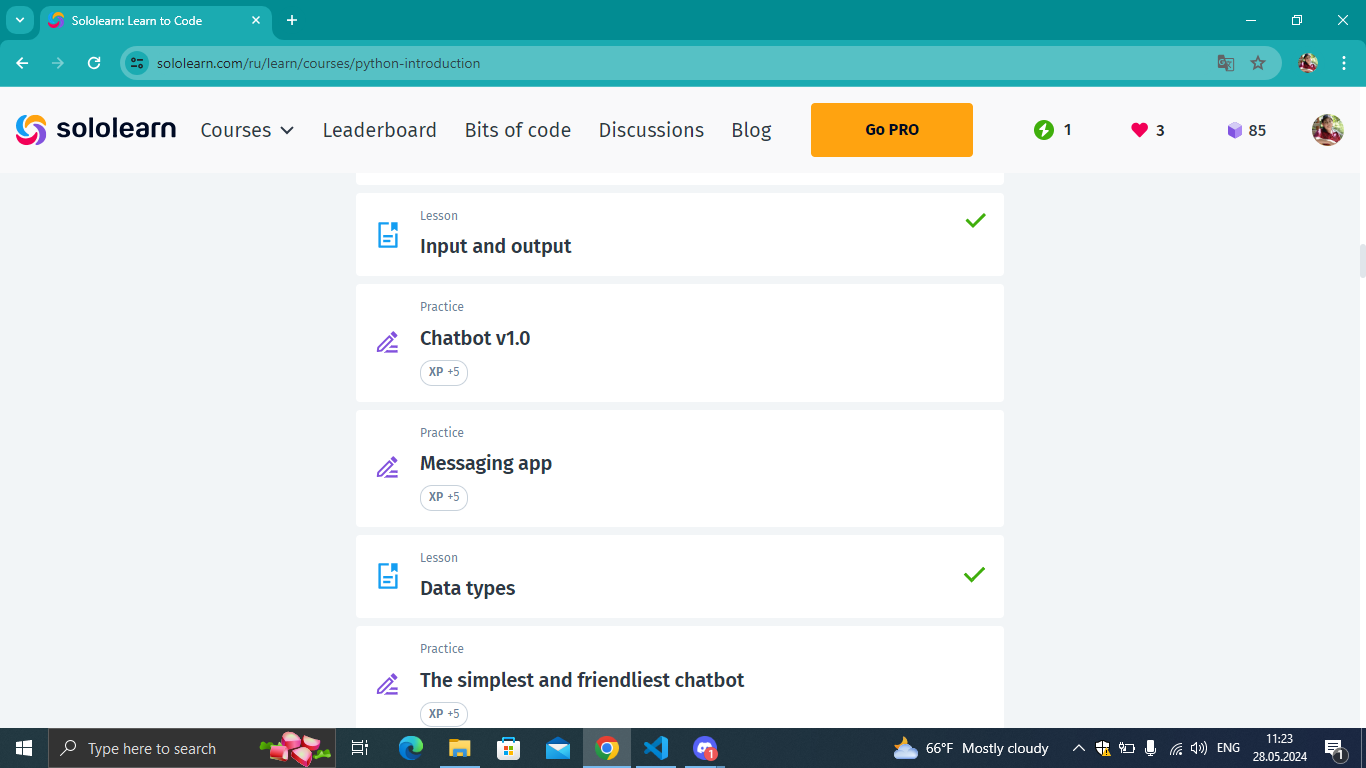 Sololearn: Learn to Code
sololearn.com/ru/learn/courses/python-introduction
sololearn Courses Leaderboard Bits of code Discussions Blog Go PRO 1 3 85
Lesson
Input and output
Practice
Chatbot v1.0
XP +5
Practice
Messaging app
XP +5
Lesson
Data types
Practice
The simplest and friendliest chatbot
XP +5
Type here to search
1
66°F Mostly cloudy
ENG
11:23
28.05.2024
1